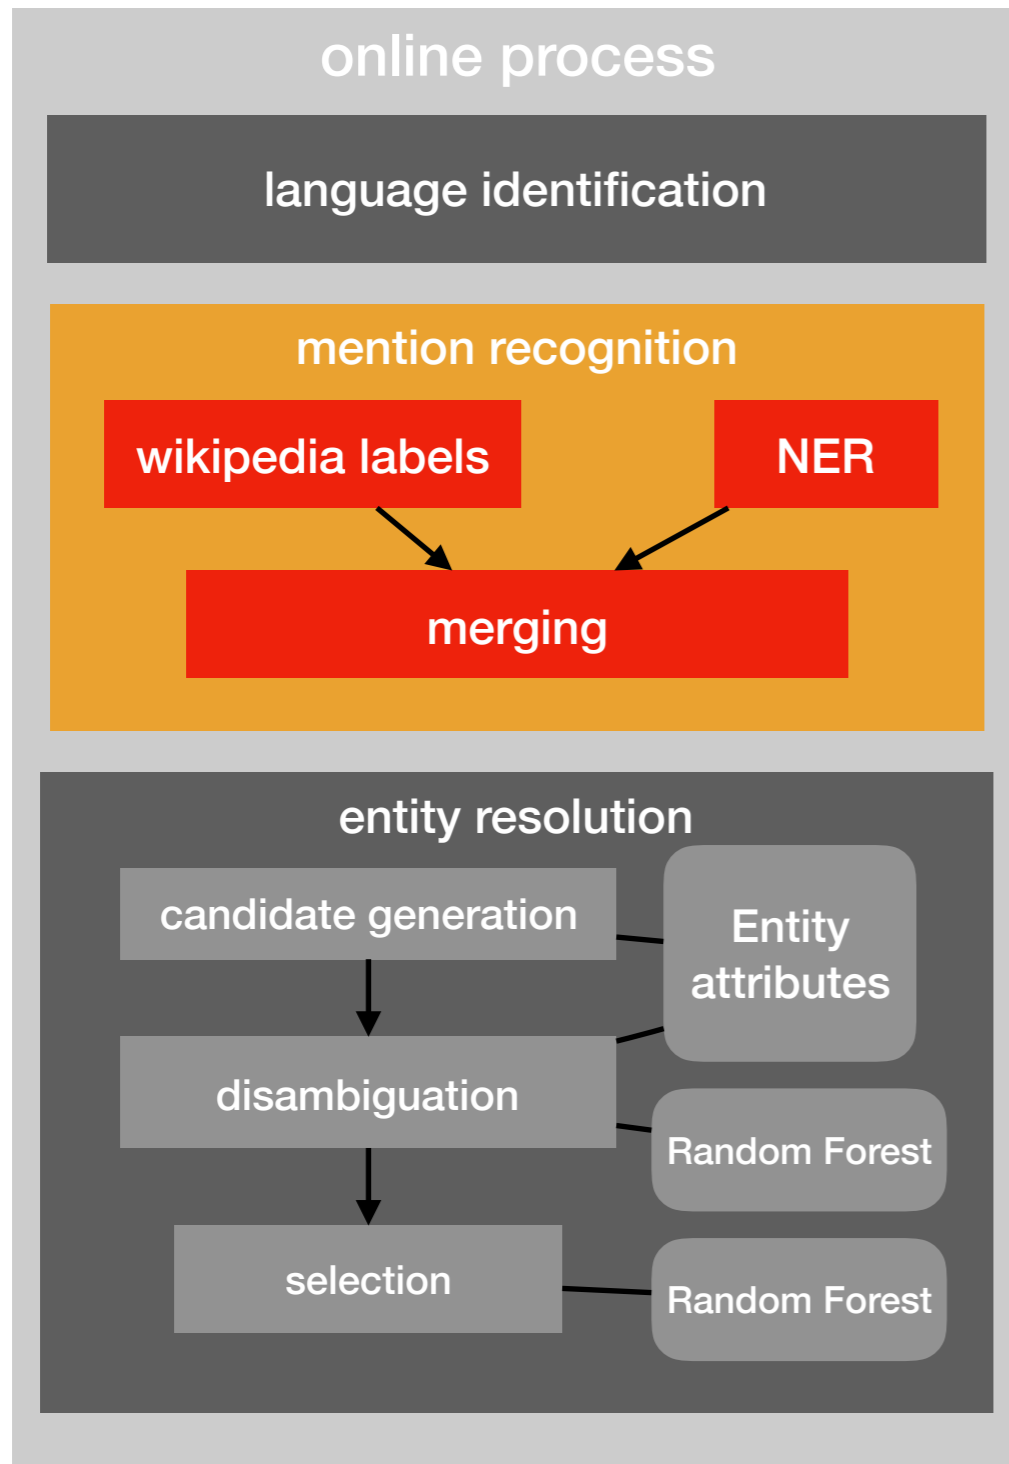 online process
language identification
mention recognition
wikipedia labels
NER
merging
entity resolution
candidate generation
Entity
attributes
disambiguation
Random Forest
selection
Random Forest